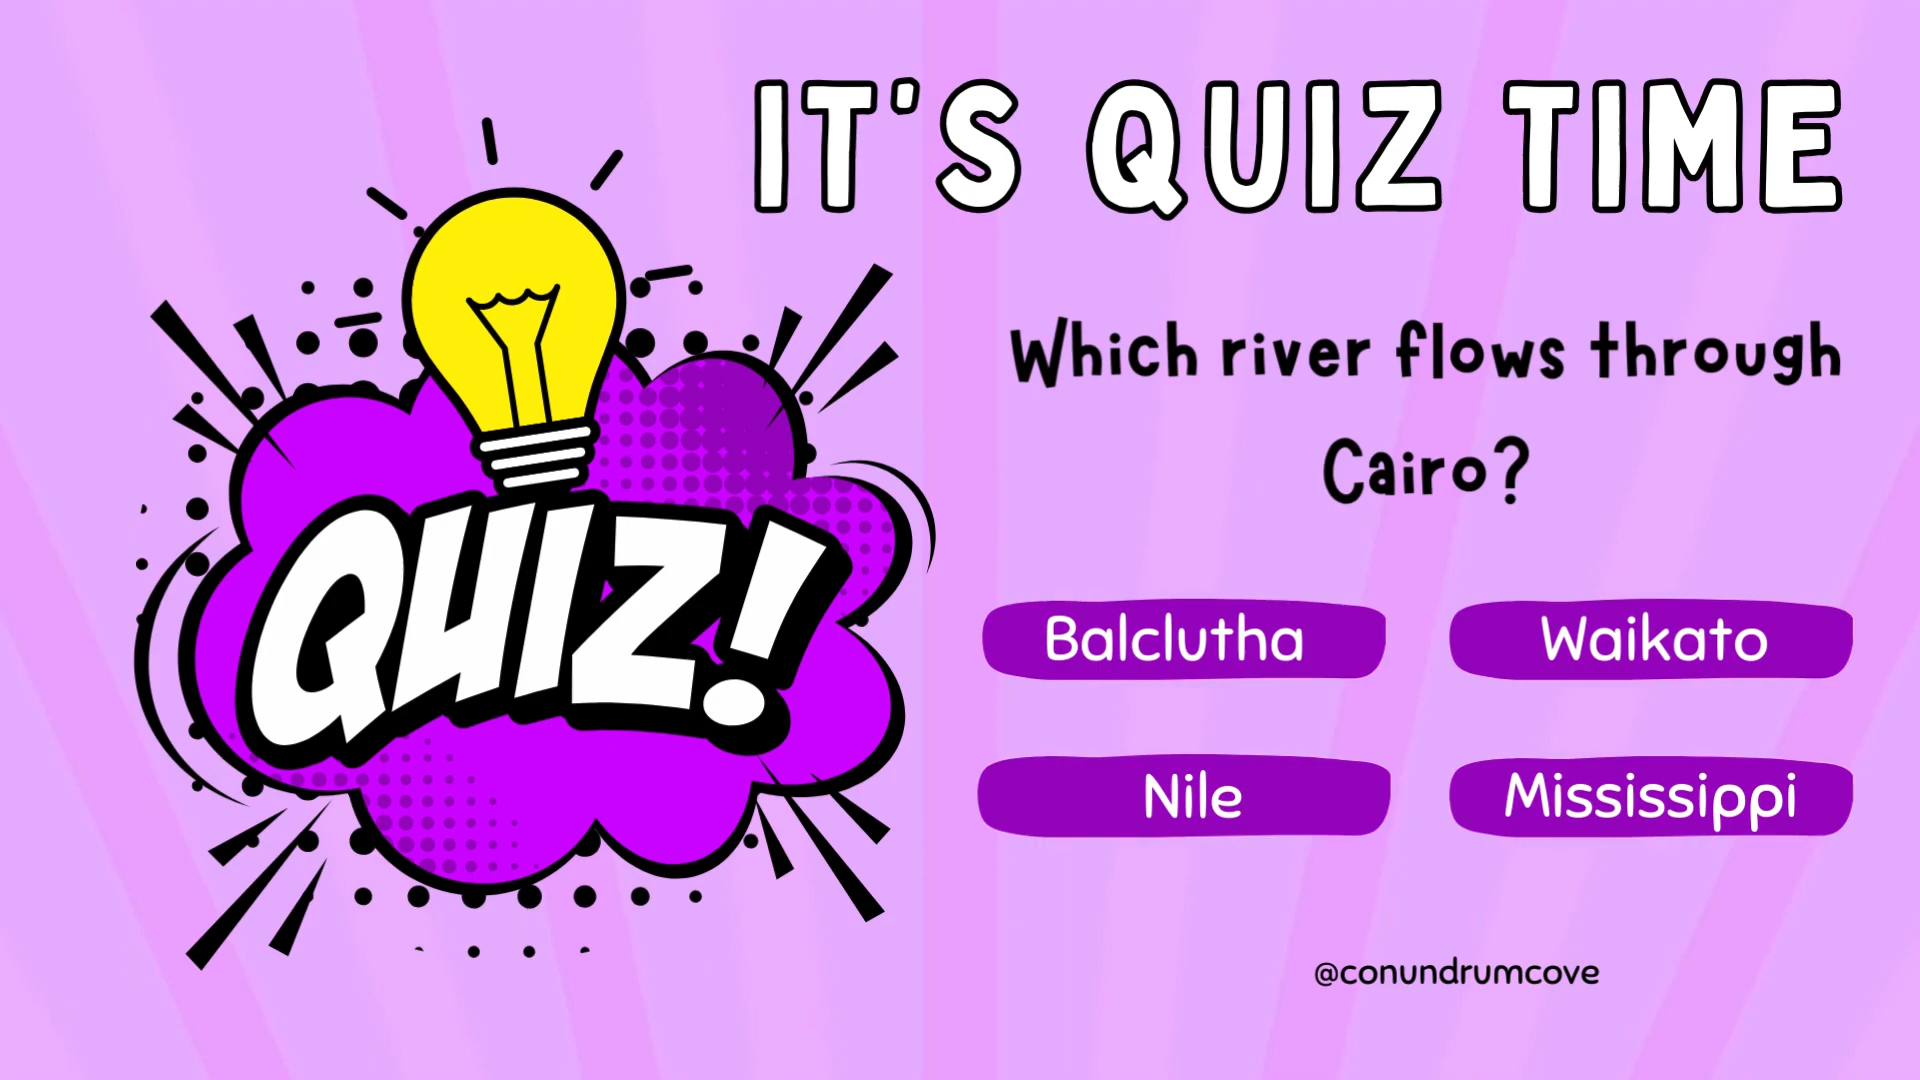 IT'S QUIZ TIME
QUIZ!
Which river flows through
Cairo?
Balclutha
Waikato
Nile
Mississippi
@conundrumcove